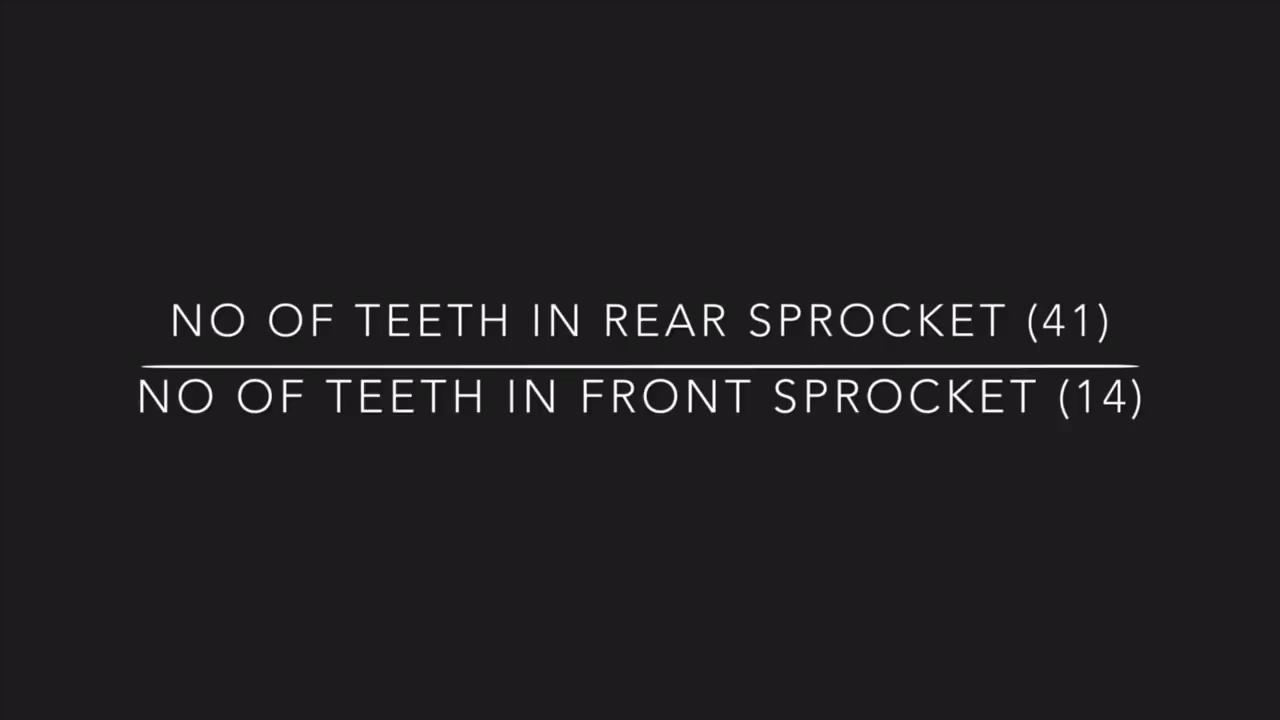 NO OF TEETH IN REAR SPROCKET (41)
NO OF TEETH IN FRONT SPROCKET (14)